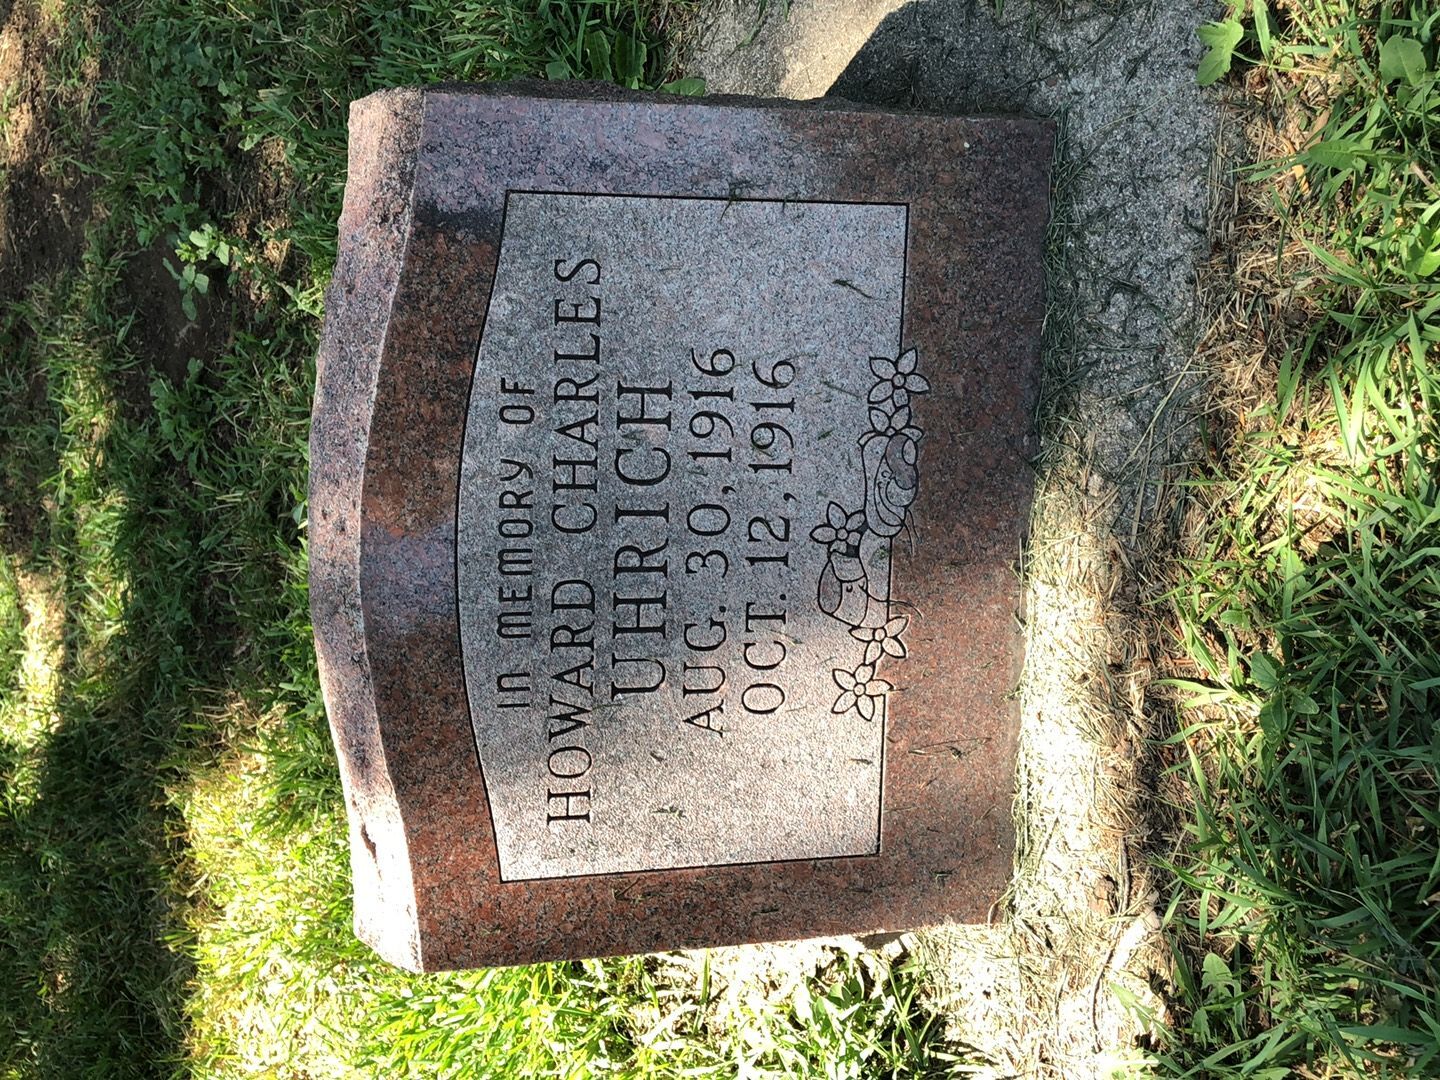 IN MEMORY OF
HOWARD CHARLES
UHRICH
AUG. 30, 1916
OCT. 12, 1916